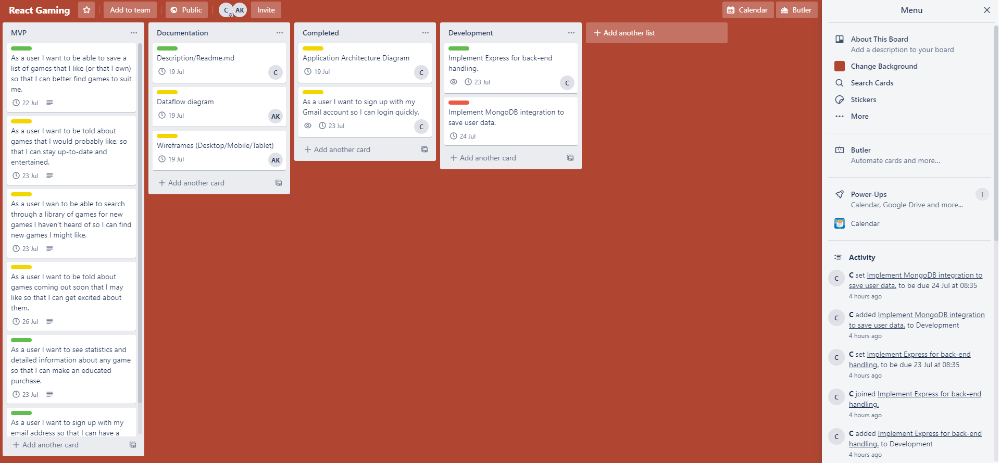 React Gaming
Add to team
Public
C
AK
Invite
Calendar
Butler
MVP
As a user I want to be able to save a
list of games that I like (or that I own)
so that I can better find games to suit
me.
22 Jul
As a user I want to be told about
games that I would probably like, so
that I can stay up-to-date and
entertained.
23 Jul
As a user I wan to be able to search
through a library of games for new
games I haven't heard of so I can find
new games I might like.
23 Jul
As a user I want to be told about
games coming out soon that I may
like so that I can get excited about
them.
26 Jul
As a user I want to see statistics and
detailed information about any game
so that I can make an educated
purchase.
23 Jul
As a user I want to sign up with my
email address so that I can have a
Add another card
Documentation
Description/Readme.md
19 Jul
C
Dataflow diagram
19 Jul
AK
Wireframes (Desktop/Mobile/Tablet)
19 Jul
AK
Add another card
Completed
Application Architecture Diagram
19 Jul
C
As a user I want to sign up with my
Gmail account so I can login quickly.
23 Jul
C
Add another card
Development
Implement Express for back-end
handling.
23 Jul
C
Implement MongoDB integration to
save user data.
24 Jul
Add another card
Add another list
Menu
About This Board
Add a description to your board
Change Background
Search Cards
Stickers
More
Butler
Automate cards and more...
Power-Ups
1
Calendar, Google Drive and more...
Calendar
Activity
C
C set Implement MongoDB integration to
save user data. to be due 24 Jul at 08:35
4 hours ago
C
C added Implement MongoDB integration
to save user data. to Development
4 hours ago
C
C set Implement Express for back-end
handling. to be due 23 Jul at 08:35
4 hours ago
C
C joined Implement Express for back-end
handling.
4 hours ago
C
C added Implement Express for back-end
handling. to Development
4 hours ago